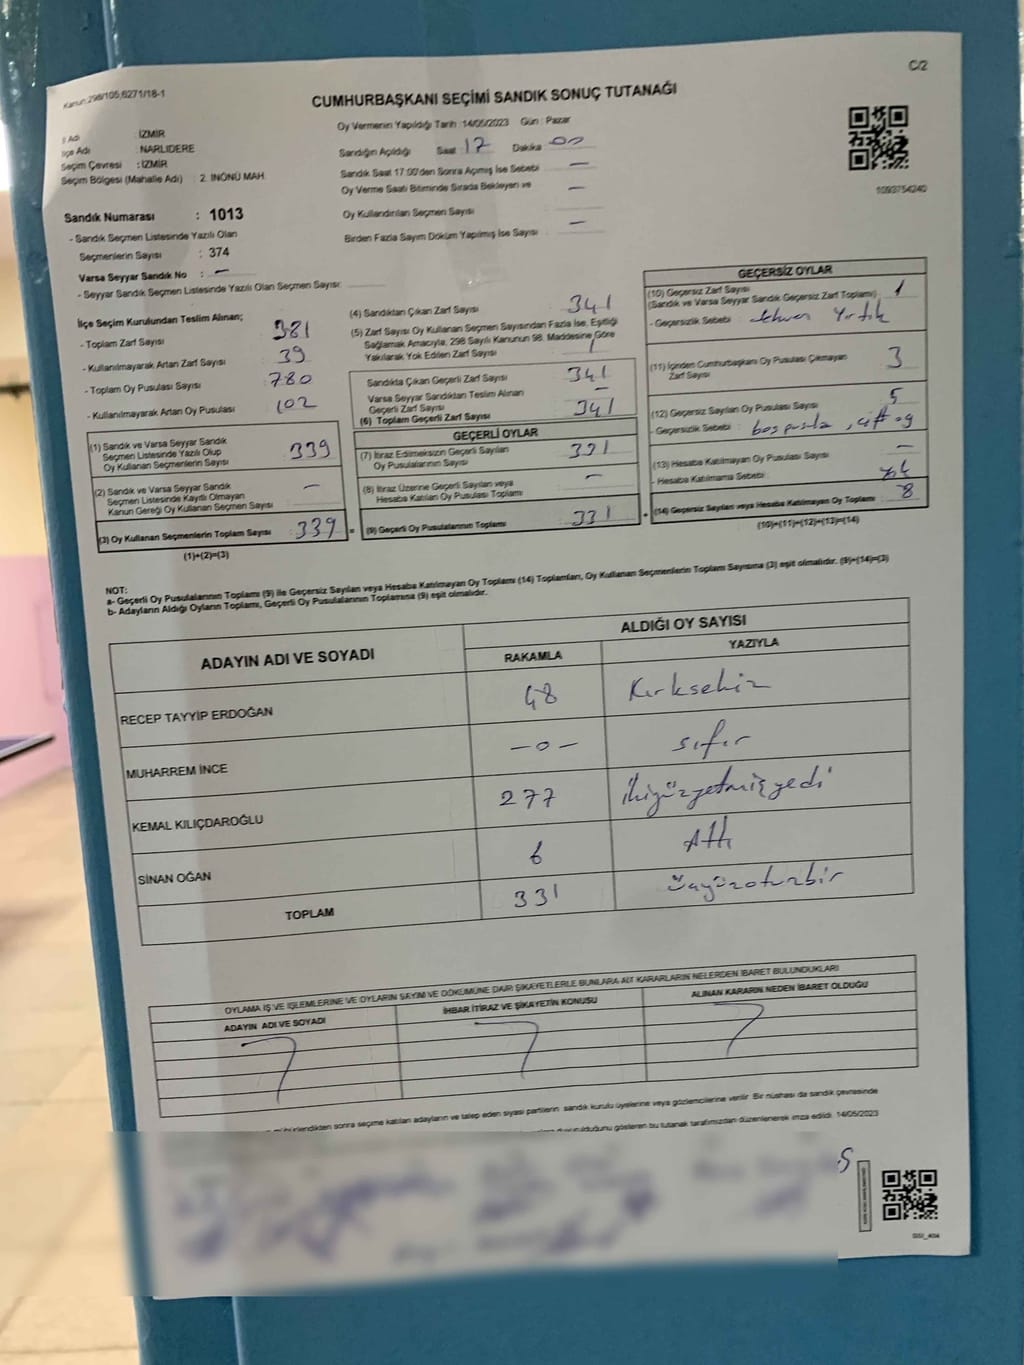 Kanun:298/105,6271/18-1
C/2
CUMHURBAŞKANI SEÇİMİ SANDIK SONUÇ TUTANAĞI
İl Adı : İZMİR
İlçe Adı : NARLIDERE
Seçim Çevresi : İZMİR
Seçim Bölgesi (Mahalle Adı) : 2. İNÖNÜ MAH.
Oy Vermenin Yapıldığı Tarih :14/05/2023 Gün : Pazar
Sandığın Açıldığı Saat 17 Dakika 00
Sandık Saat 17:00'den Sonra Açılmış İse Sebebi —
Oy Verme Saati Bitiminde Sırada Bekleyen ve —
Oy Kullandırılan Seçmen Sayısı
Birden Fazla Sayım Döküm Yapılmış İse Sayısı —
1093754240
Sandık Numarası : 1013
- Sandık Seçmen Listesinde Yazılı Olan
Seçmenlerin Sayısı : 374
Varsa Seyyar Sandık No : —
- Seyyar Sandık Seçmen Listesinde Yazılı Olan Seçmen Sayısı:
İlçe Seçim Kurulundan Teslim Alınan;
- Toplam Zarf Sayısı 381
- Kullanılmayarak Artan Zarf Sayısı 39
- Toplam Oy Pusulası Sayısı 780
- Kullanılmayarak Artan Oy Pusulası 102
(1) Sandık ve Varsa Seyyar Sandık
Seçmen Listesinde Yazılı Olup
Oy Kullanan Seçmenlerin Sayısı 339
(2) Sandık ve Varsa Seyyar Sandık
Seçmen Listesinde Kayıtlı Olmayan
Kanun Gereği Oy Kullanan Seçmen Sayısı —
(3) Oy Kullanan Seçmenlerin Toplam Sayısı 339 =
(1)+(2)=(3)
(4) Sandıktan Çıkan Zarf Sayısı 341
(5) Zarf Sayısı Oy Kullanan Seçmen Sayısından Fazla İse, Eşitliği
Sağlamak Amacıyla, 298 Sayılı Kanunun 98. Maddesine Göre
Yakılarak Yok Edilen Zarf Sayısı
Sandıkta Çıkan Geçerli Zarf Sayısı 341
Varsa Seyyar Sandıktan Teslim Alınan
Geçerli Zarf Sayısı —
(6) Toplam Geçerli Zarf Sayısı 341
GEÇERLİ OYLAR
(7) İtiraz Edilmeksizin Geçerli Sayılan
Oy Pusulalarının Sayısı 331
(8) İtiraz Üzerine Geçerli Sayılan veya
Hesaba Katılan Oy Pusulası Toplamı —
(9) Geçerli Oy Pusulalarının Toplamı 331 +
GEÇERSİZ OYLAR
(10) Geçersiz Zarf Sayısı
(Sandık ve Varsa Seyyar Sandık Geçersiz Zarf Toplamı) 1
- Geçersizlik Sebebi : Yırtık
(11) İçinden Cumhurbaşkanı Oy Pusulası Çıkmayan
Zarf Sayısı 3
(12) Geçersiz Sayılan Oy Pusulası Sayısı 5
- Geçersizlik Sebebi : boş pusula, çift oy
(13) Hesaba Katılmayan Oy Pusulası Sayısı —
- Hesaba Katılmama Sebebi :
(14) Geçersiz Sayılan veya Hesaba Katılmayan Oy Toplamı 8
(10)+(11)+(12)+(13)=(14)
NOT:
a- Geçerli Oy Pusulalarının Toplamı (9) ile Geçersiz Sayılan veya Hesaba Katılmayan Oy Toplamı (14) Toplamları, Oy Kullanan Seçmenlerin Toplam Sayısına (3) eşit olmalıdır. (9)+(14)=(3)
b- Adayların Aldığı Oyların Toplamı, Geçerli Oy Pusulalarının Toplamına (9) eşit olmalıdır.
ADAYIN ADI VE SOYADI
ALDIĞI OY SAYISI
RAKAMLA YAZIYLA
RECEP TAYYİP ERDOĞAN 48 Kırksekiz
MUHARREM İNCE —0— sıfır
KEMAL KILIÇDAROĞLU 277 İkiyüzyetmişyedi
SİNAN OĞAN 6 Altı
TOPLAM 331 üçyüzotuzbir
OYLAMA İŞ VE İŞLEMLERİNE VE OYLARIN SAYIM VE DÖKÜMÜNE DAİR ŞİKAYETLERLE BUNLARA AİT KARARLARIN NELERDEN İBARET BULUNDUKLARI
ADAYIN ADI VE SOYADI İHBAR İTİRAZ VE ŞİKAYETİN KONUSU ALINAN KARARIN NEDEN İBARET OLDUĞU
sonra seçime katılan adayların ve talep eden siyasi partilerin sandık kurulu üyelerine veya gözlemcilerine verilir. Bir nüshası da sandık çevresinde
gösteren bu tutanak tarafımızdan düzenlenerek imza edildi. 14/05/2023